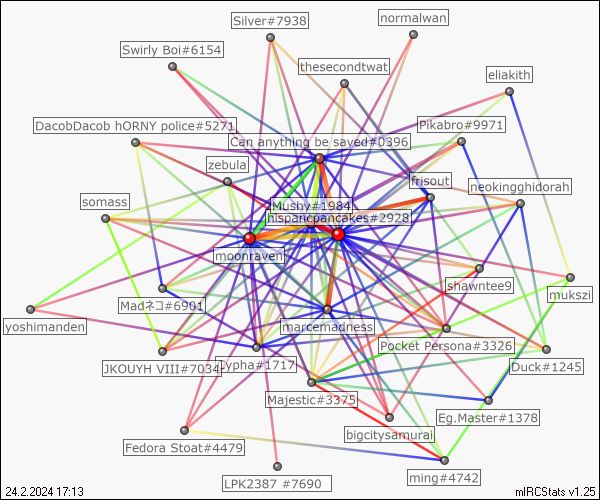 Silver#7938
normalwan
Swirly Boi#6154
thesecondtwat
eliakith
DacobDacob hORNY police#5271
Can anything be saved#0396
Pikabro#9971
zebula
frisout
neokingghidorah
somass
Mushy#1984
hispancpancakes#2928
moonraven
shawntee9
mukszi
Madネコ#6901
yoshimanden
marcemadness
Pocket Persona#3326
JKOUYH VIII#7034
Zypha#1717
Duck#1245
Majestic#3375
Eg.Master#1378
bigcitysamurai
Fedora Stoat#4479
LPK2387 #7690
ming#4742
24.2.2024 17:13
mIRCStats v1.25